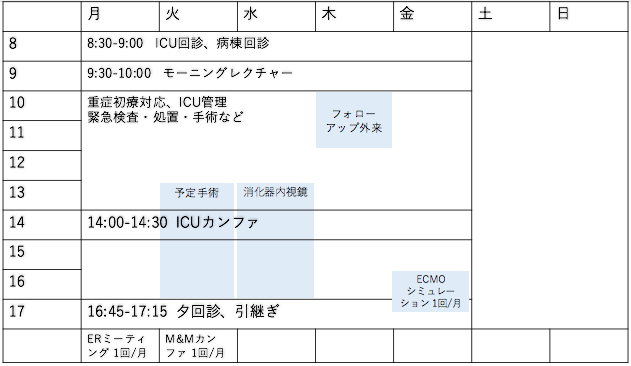 月 火 水 木 金 土 日
8 8:30-9:00 ICU回診、病棟回診
9 9:30-10:00 モーニングレクチャー
10 重症初療対応、ICU管理
緊急検査・処置・手術など
フォロー
アップ外来
11
12
13 予定手術 消化器内視鏡
14 14:00-14:30 ICUカンファ
15
16
ECMO
シミュレー
ション 1回/月
17 16:45-17:15 夕回診、引継ぎ
ERミーティ
ング 1回/月
M&Mカン
ファ 1回/月